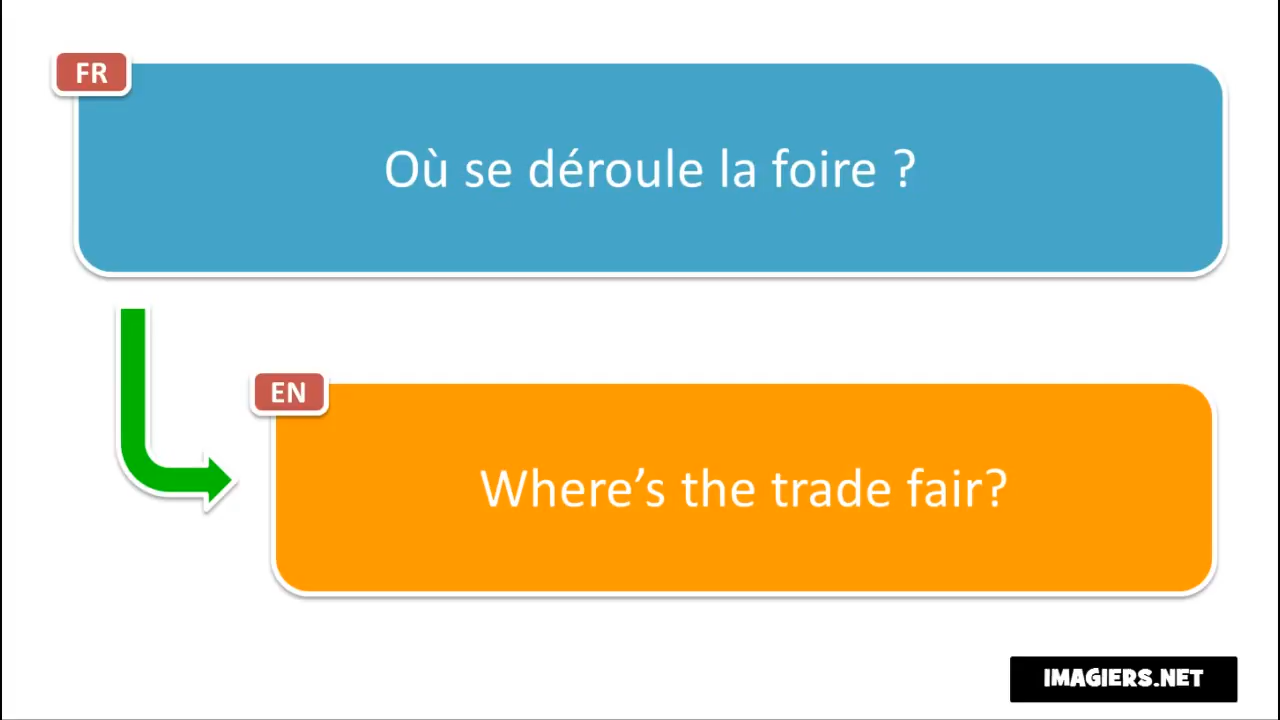 FR
Où se déroule la foire ?
EN
Where’s the trade fair?
IMAGIERS.NET